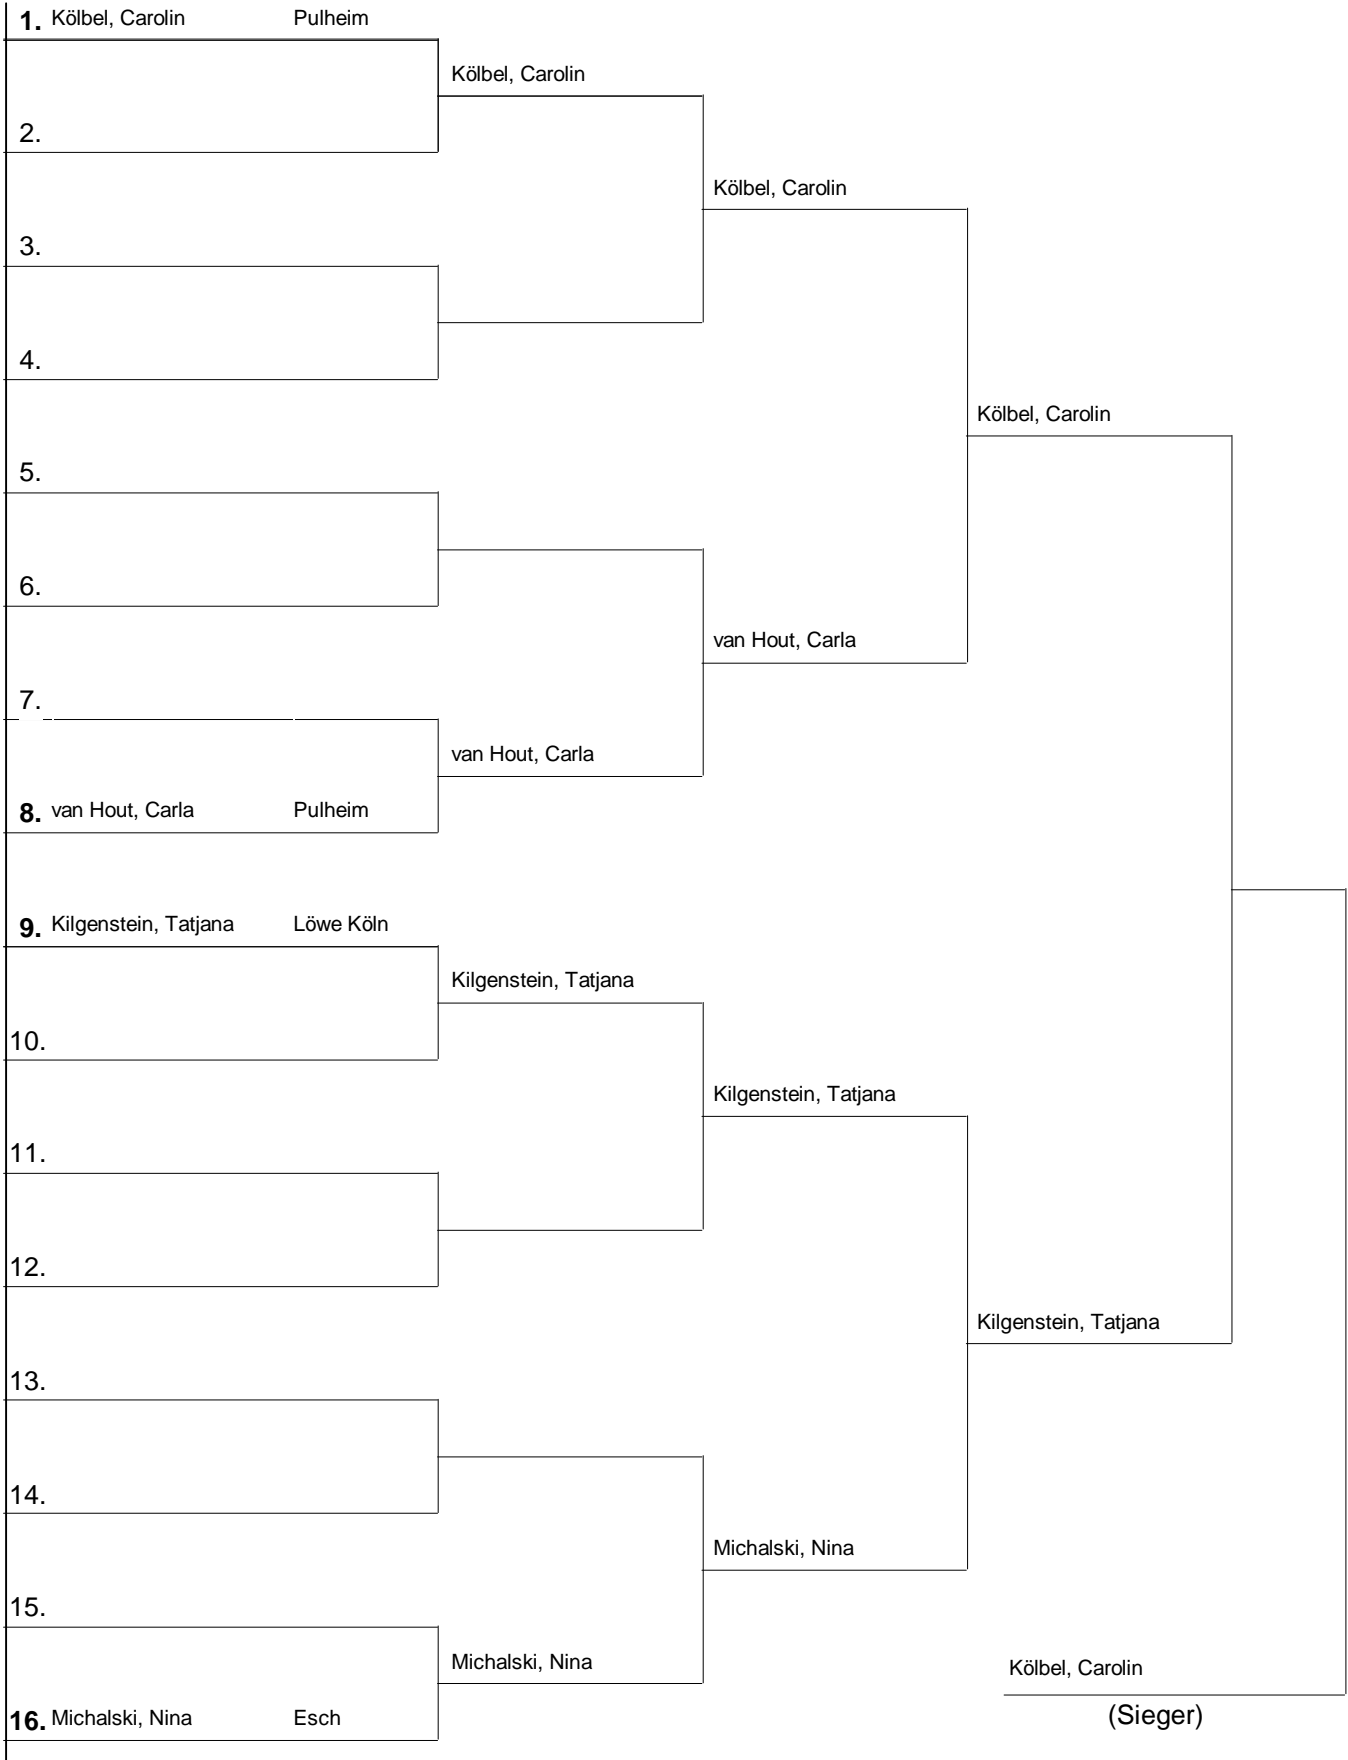 1. Kölbel, Carolin Pulheim
Kölbel, Carolin
2.
Kölbel, Carolin
3.
4.
Kölbel, Carolin
5.
6.
van Hout, Carla
7.
van Hout, Carla
8. van Hout, Carla Pulheim
9. Kilgenstein, Tatjana Löwe Köln
Kilgenstein, Tatjana
10.
Kilgenstein, Tatjana
11.
12.
Kilgenstein, Tatjana
13.
14.
Michalski, Nina
15.
Michalski, Nina
Kölbel, Carolin
16. Michalski, Nina Esch
(Sieger)